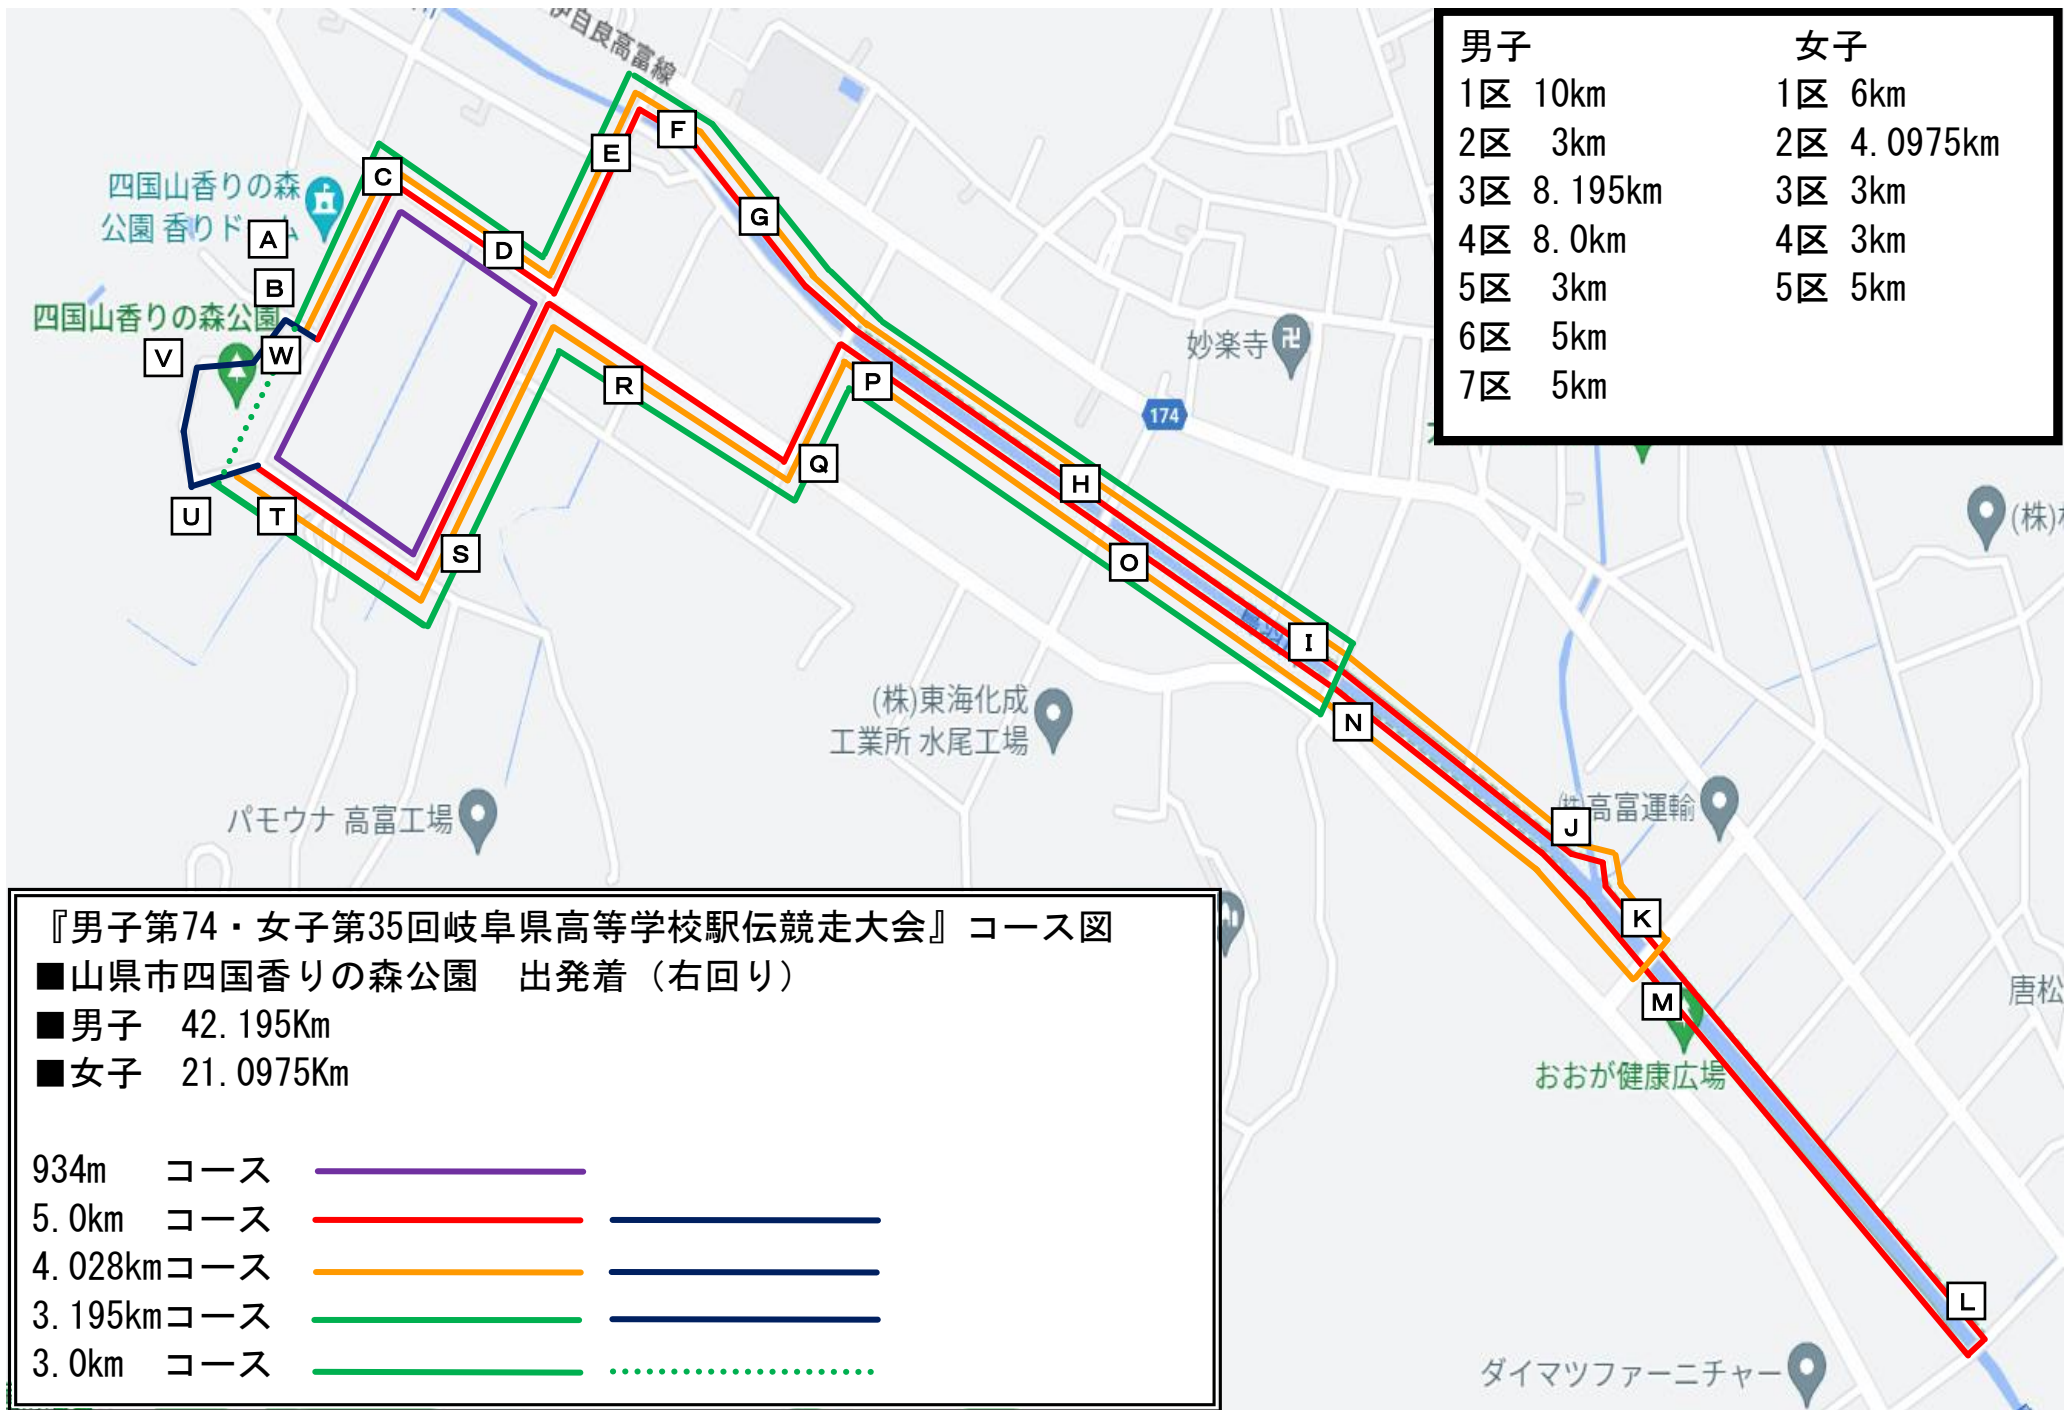 伊自良高富線
男子 女子
1区 10km 1区 6km
2区 3km 2区 4.0975km
3区 8.195km 3区 3km
4区 8.0km 4区 3km
5区 3km 5区 5km
6区 5km
7区 5km
四国山香りの森
公園 香りドーム
四国山香りの森公園
A
B
C
D
E
F
G
H
I
J
K
L
M
N
O
P
Q
R
S
T
U
V
W
妙楽寺
174
(株)
(株)東海化成
工業所 水尾工場
パモウナ 高富工場
㈱高富運輸
唐松
おおが健康広場
ダイマツファーニチャー
『男子第74・女子第35回岐阜県高等学校駅伝競走大会』コース図
■山県市四国香りの森公園 出発着（右回り）
■男子 42.195Km
■女子 21.0975Km
934m コース
5.0km コース
4.028kmコース
3.195kmコース
3.0km コース